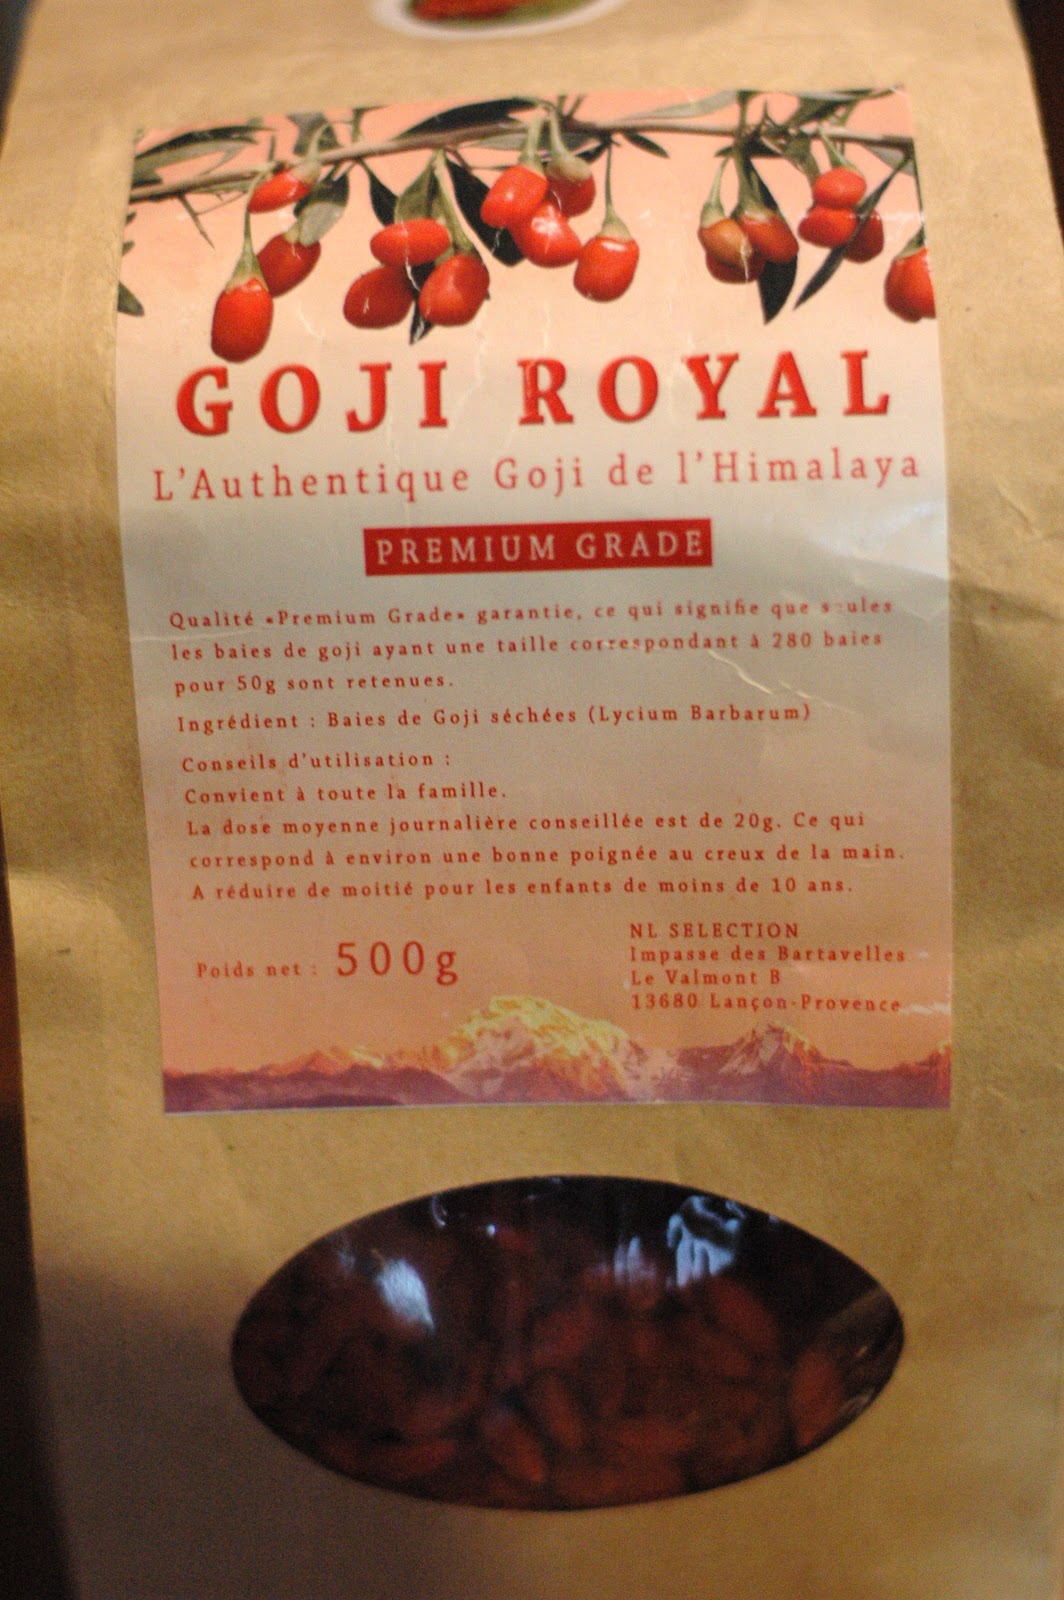 GOJI ROYAL
L'Authentique Goji de l'Himalaya
PREMIUM GRADE
Qualité «Premium Grade» garantie, ce qui signifie que seules
les baies de goji ayant une taille correspondant à 280 baies
pour 50g sont retenues.
Ingrédient : Baies de Goji séchées (Lycium Barbarum)
Conseils d'utilisation :
Convient à toute la famille.
La dose moyenne journalière conseillée est de 20g. Ce qui
correspond à environ une bonne poignée au creux de la main.
A réduire de moitié pour les enfants de moins de 10 ans.
Poids net : 500g
NL SELECTION
Impasse des Bartavelles
Le Valmont B
13680 Lançon-Provence